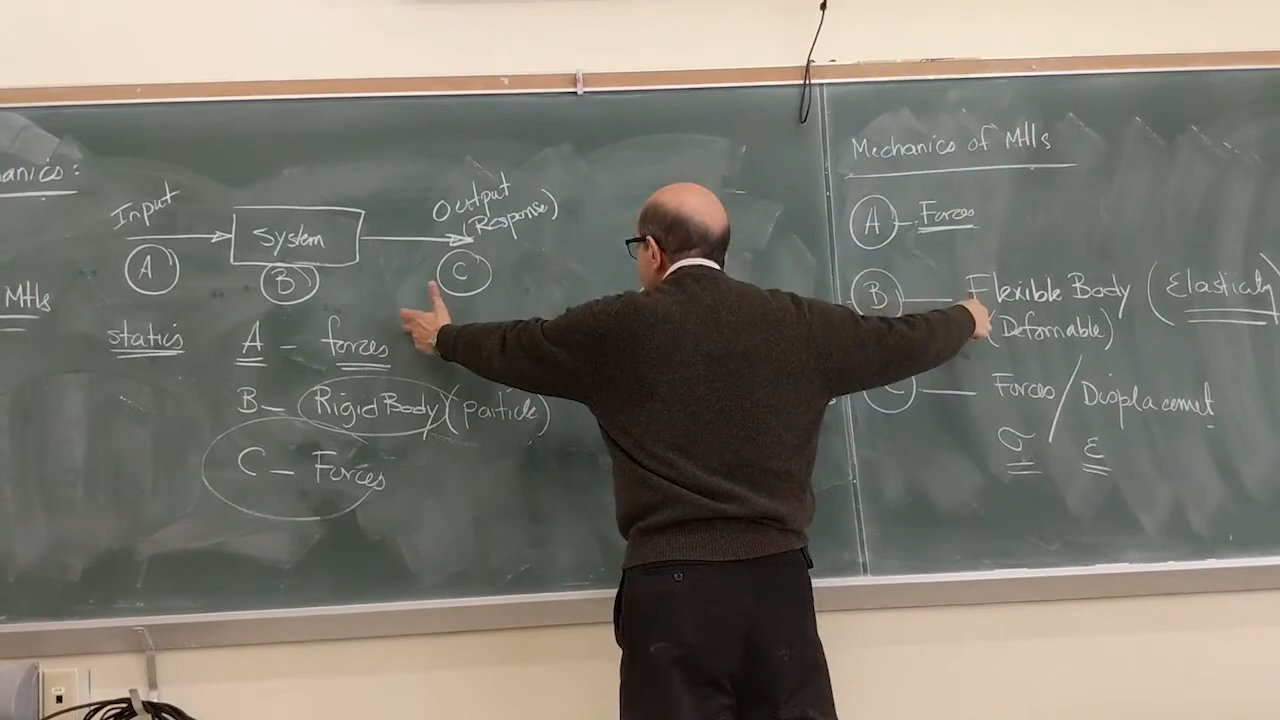 anics:
Input
System
Output
(Response)
A
B
C
Mtls
statics
A - forces
B - Rigid Body (particle)
C - Forces
Mechanics of Mtls
A - Forces
B - Flexible Body (Elasticity)
(Deformable)
C - Forces / Displacemet
σ ε